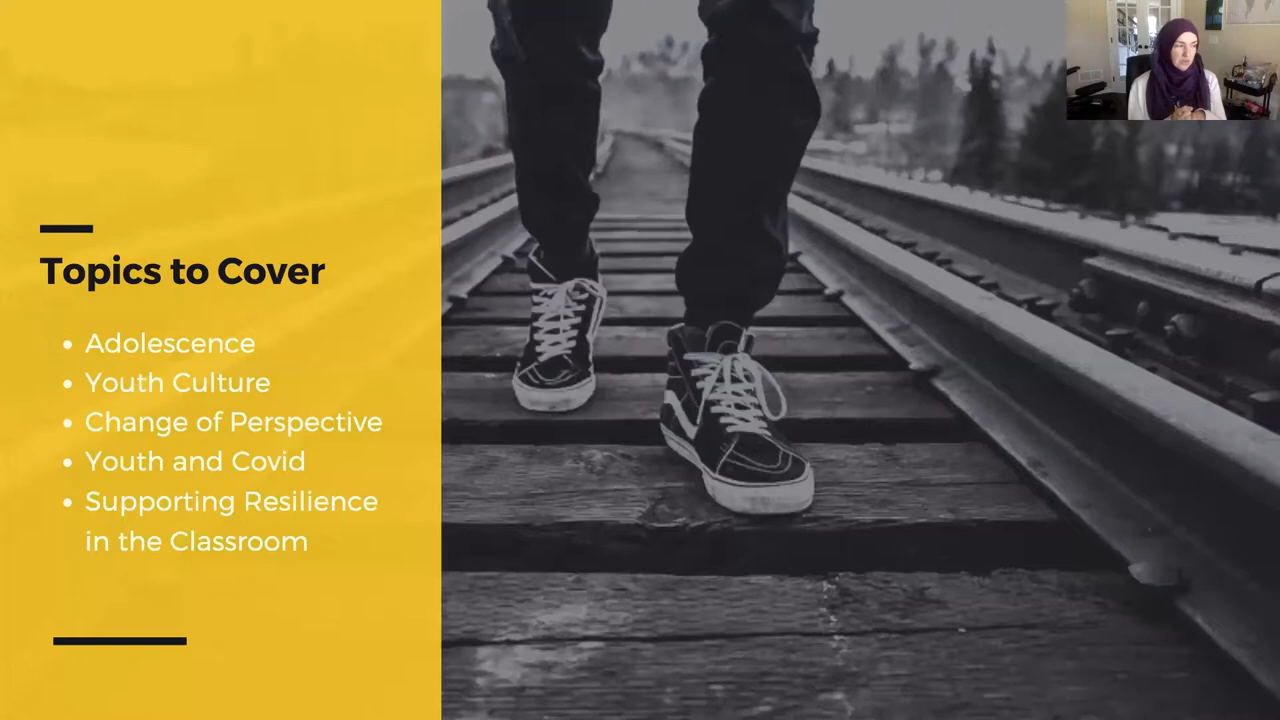 Topics to Cover
Adolescence
Youth Culture
Change of Perspective
Youth and Covid
Supporting Resilience
in the Classroom